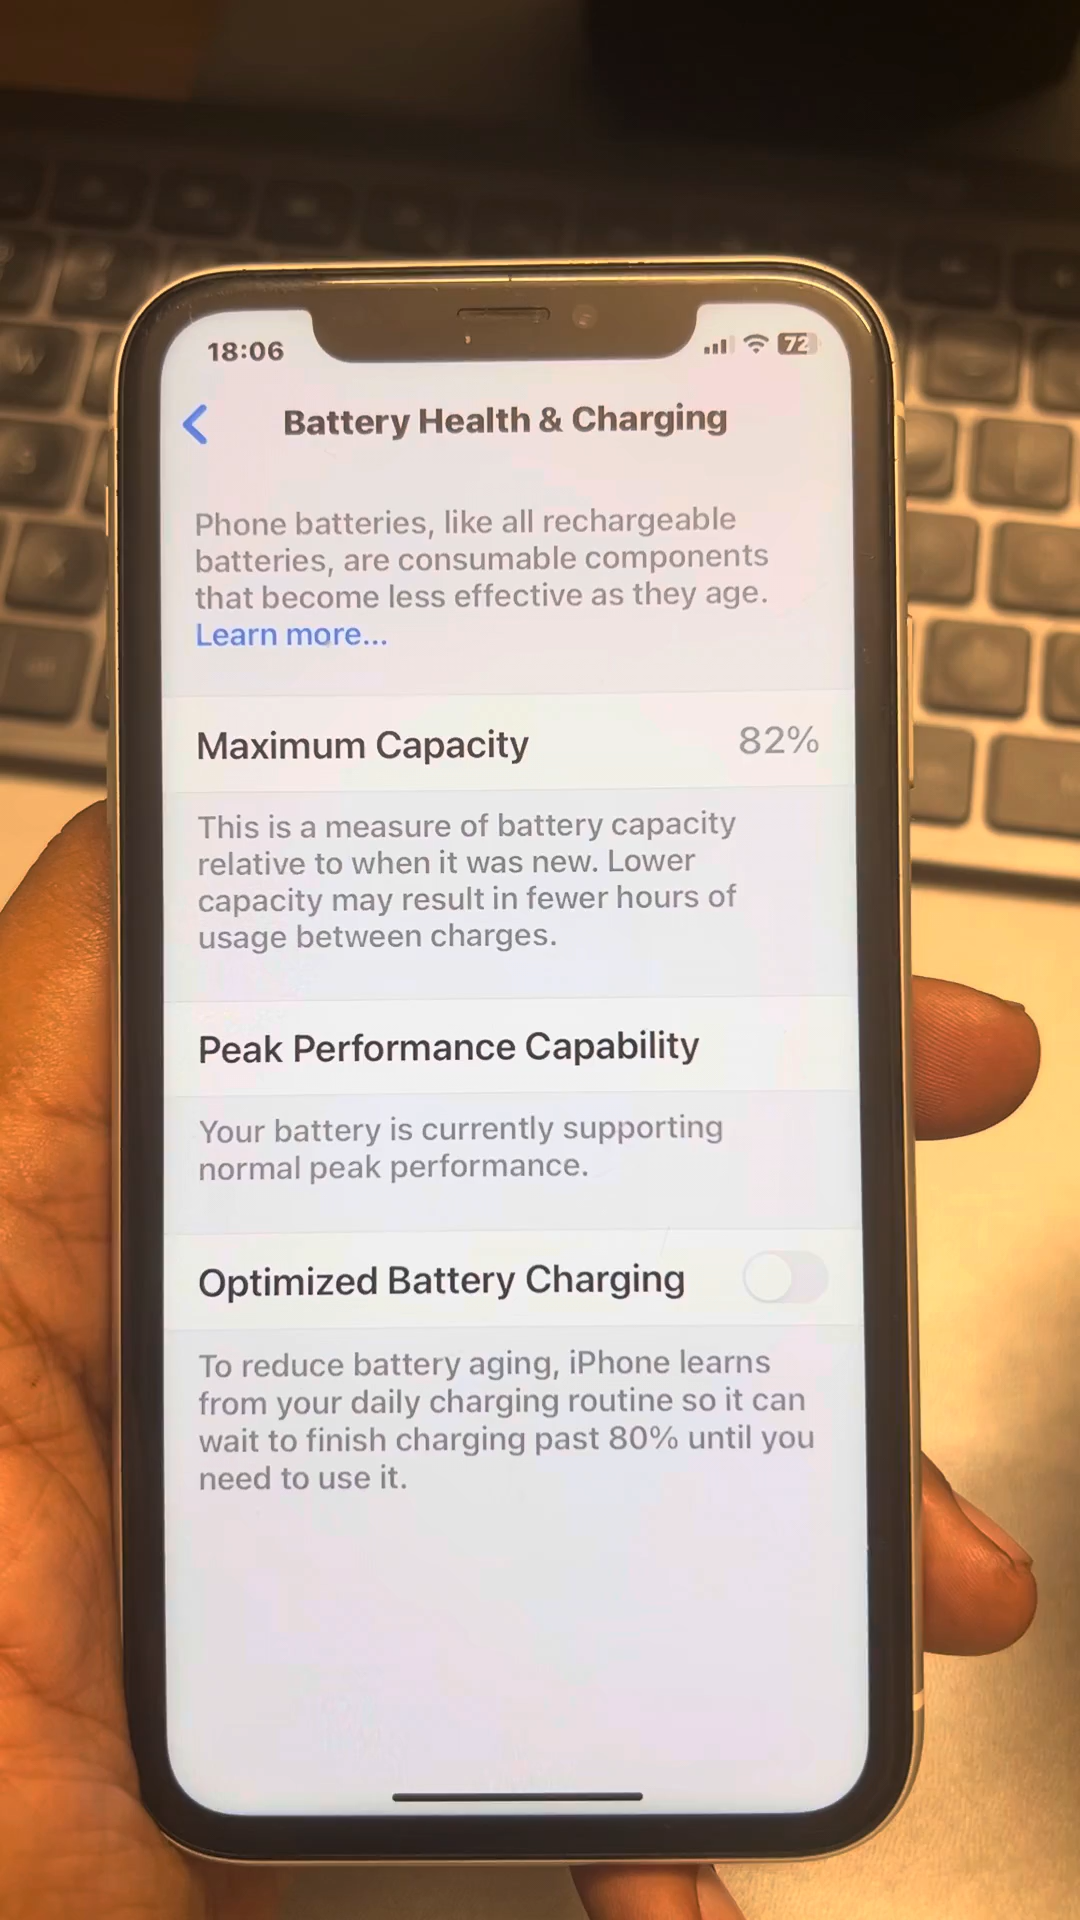 18:06
72
Battery Health & Charging
Phone batteries, like all rechargeable
batteries, are consumable components
that become less effective as they age.
Learn more...
Maximum Capacity 82%
This is a measure of battery capacity
relative to when it was new. Lower
capacity may result in fewer hours of
usage between charges.
Peak Performance Capability
Your battery is currently supporting
normal peak performance.
Optimized Battery Charging
To reduce battery aging, iPhone learns
from your daily charging routine so it can
wait to finish charging past 80% until you
need to use it.